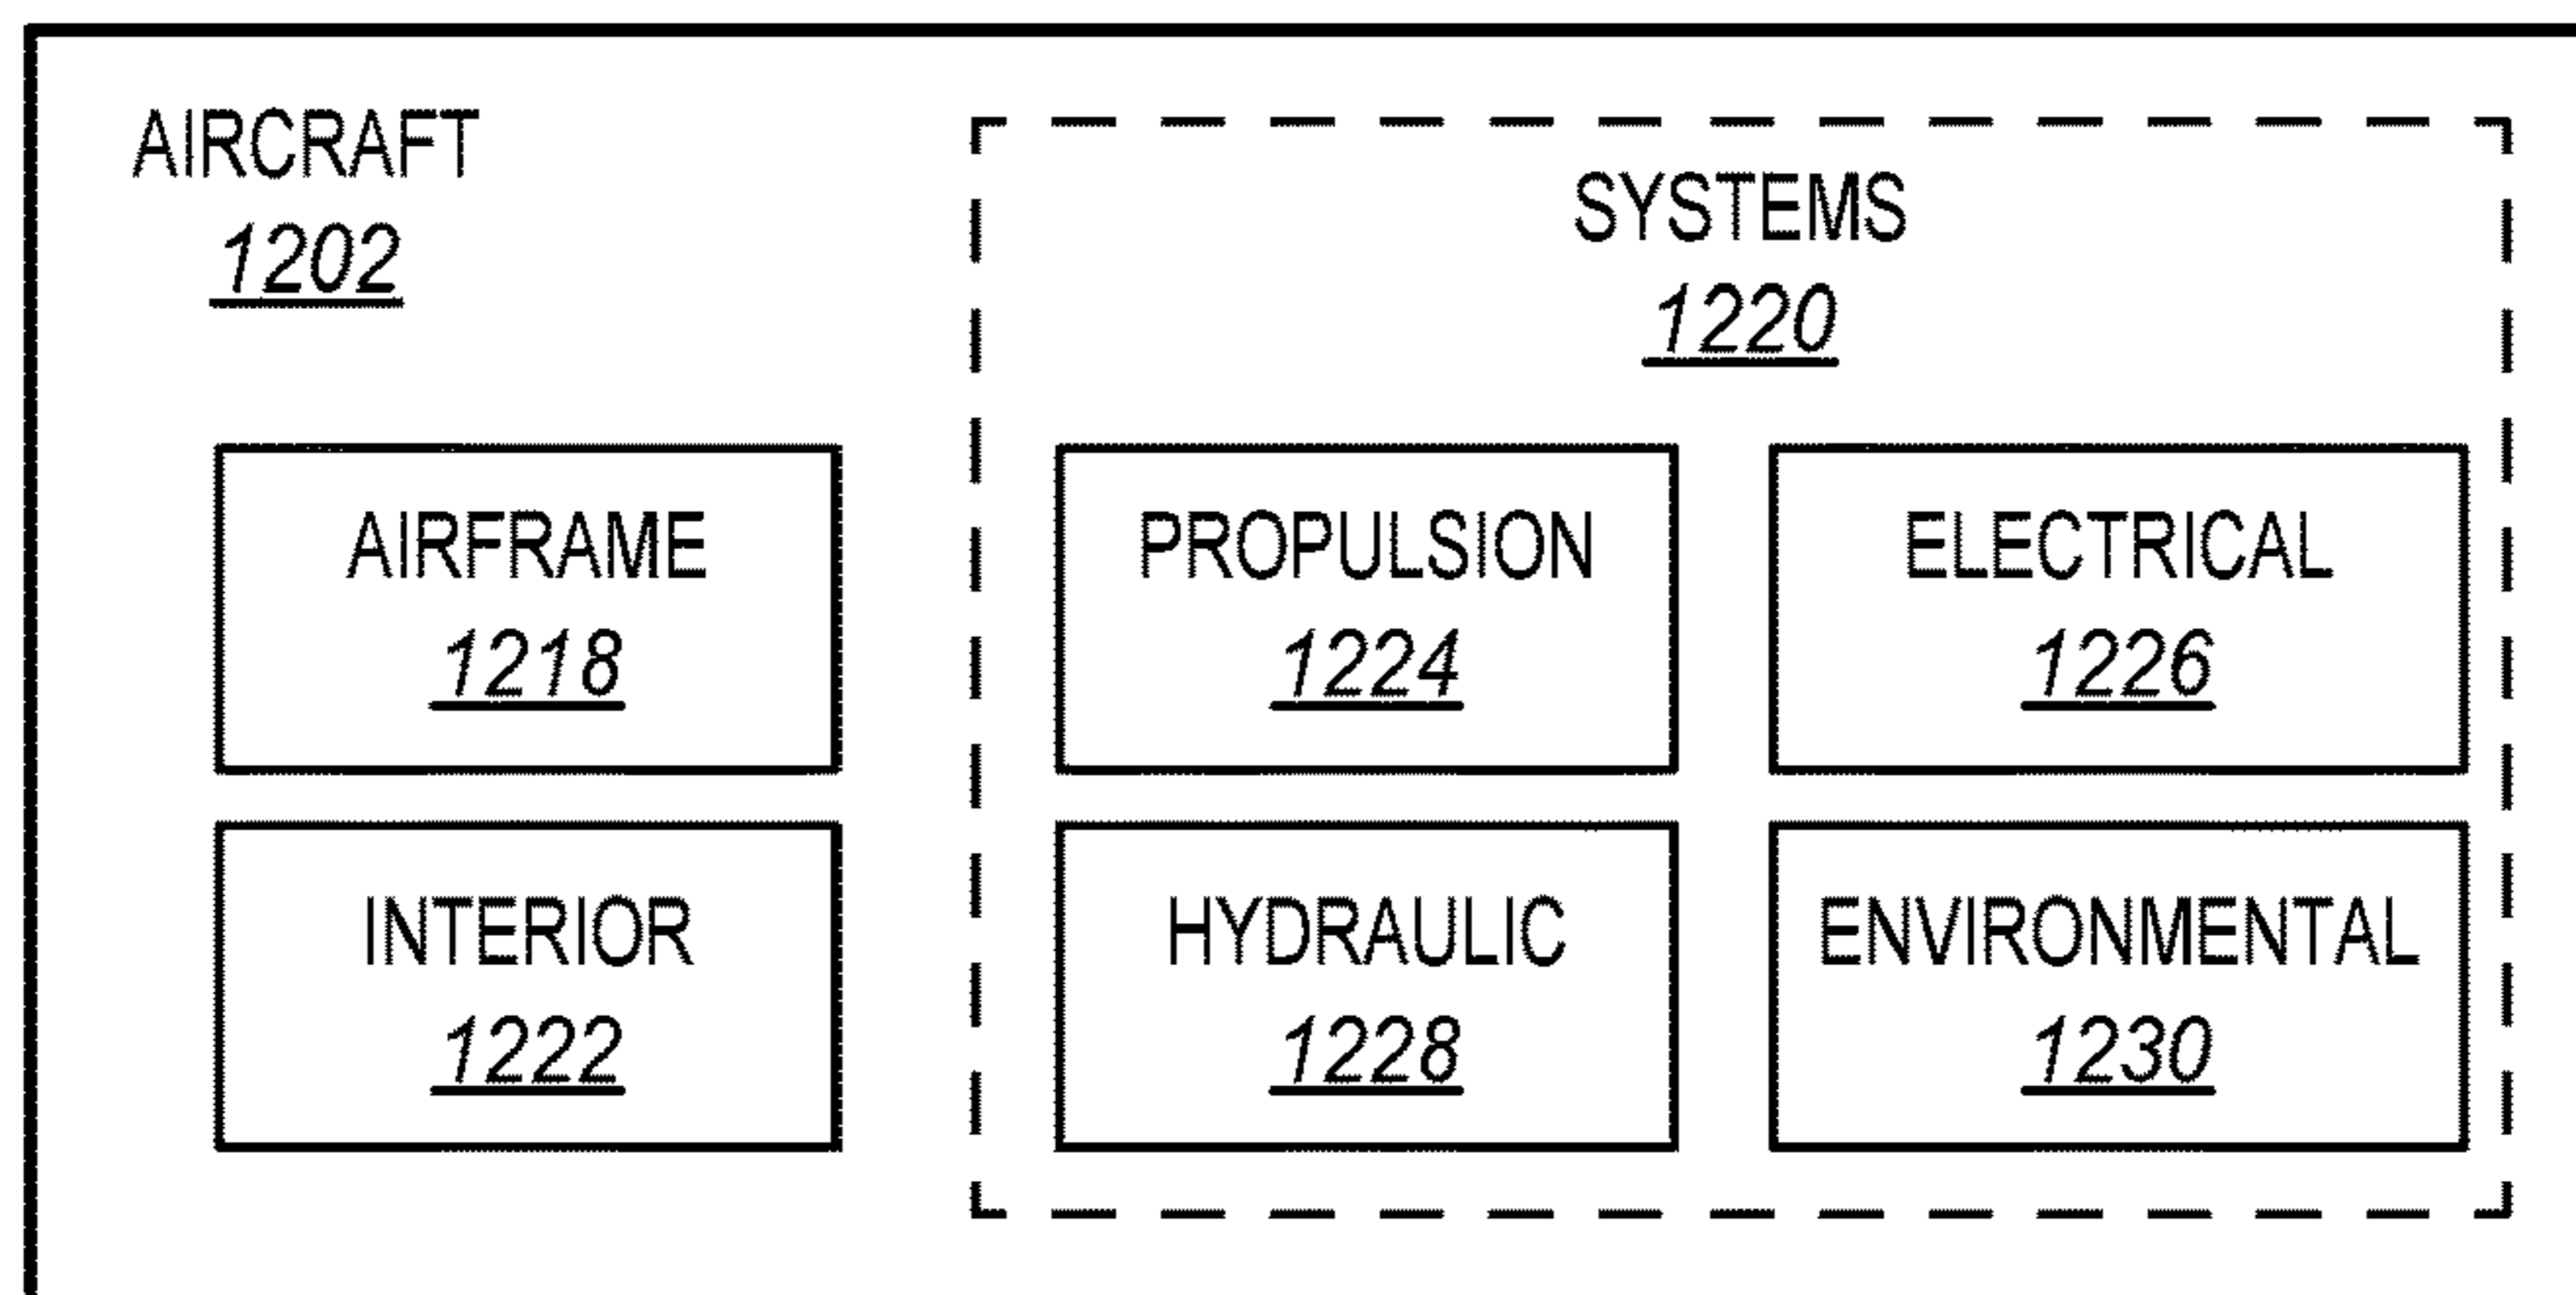 AIRCRAFT
1202
SYSTEMS
1220
AIRFRAME
1218
PROPULSION
1224
ELECTRICAL
1226
INTERIOR
1222
HYDRAULIC
1228
ENVIRONMENTAL
1230